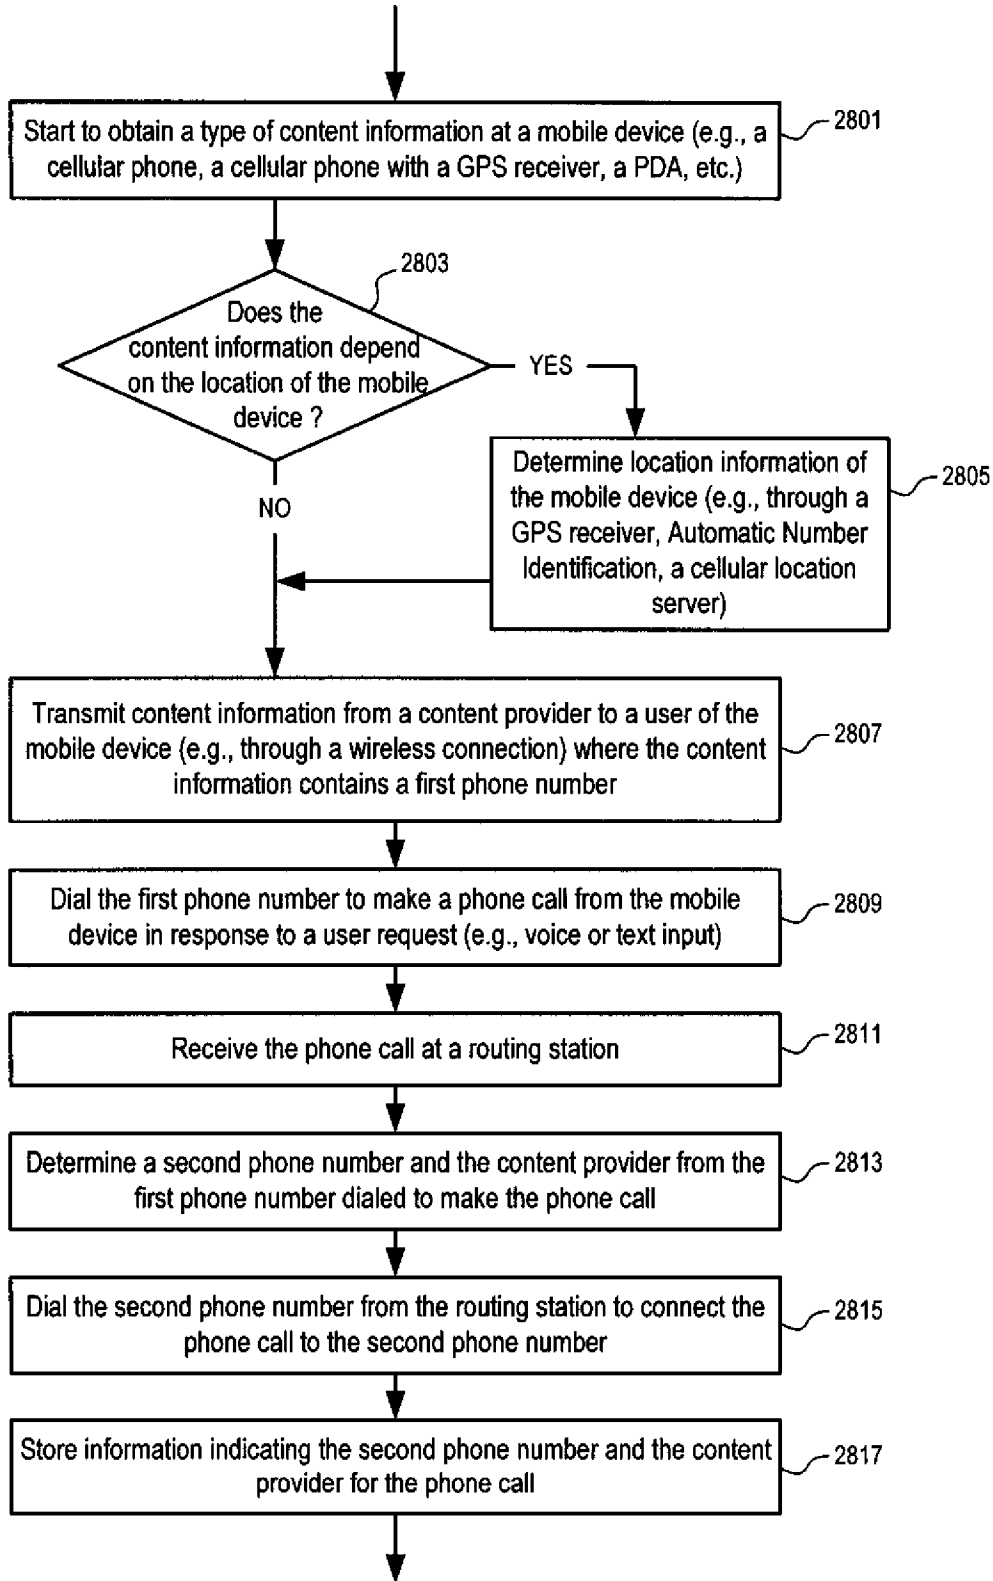 Start to obtain a type of content information at a mobile device (e.g., a
cellular phone, a cellular phone with a GPS receiver, a PDA, etc.)
2801
2803
Does the
content information depend
on the location of the mobile
device ?
YES
NO
Determine location information of
the mobile device (e.g., through a
GPS receiver, Automatic Number
Identification, a cellular location
server)
2805
Transmit content information from a content provider to a user of the
mobile device (e.g., through a wireless connection) where the content
information contains a first phone number
2807
Dial the first phone number to make a phone call from the mobile
device in response to a user request (e.g., voice or text input)
2809
Receive the phone call at a routing station
2811
Determine a second phone number and the content provider from the
first phone number dialed to make the phone call
2813
Dial the second phone number from the routing station to connect the
phone call to the second phone number
2815
Store information indicating the second phone number and the content
provider for the phone call
2817